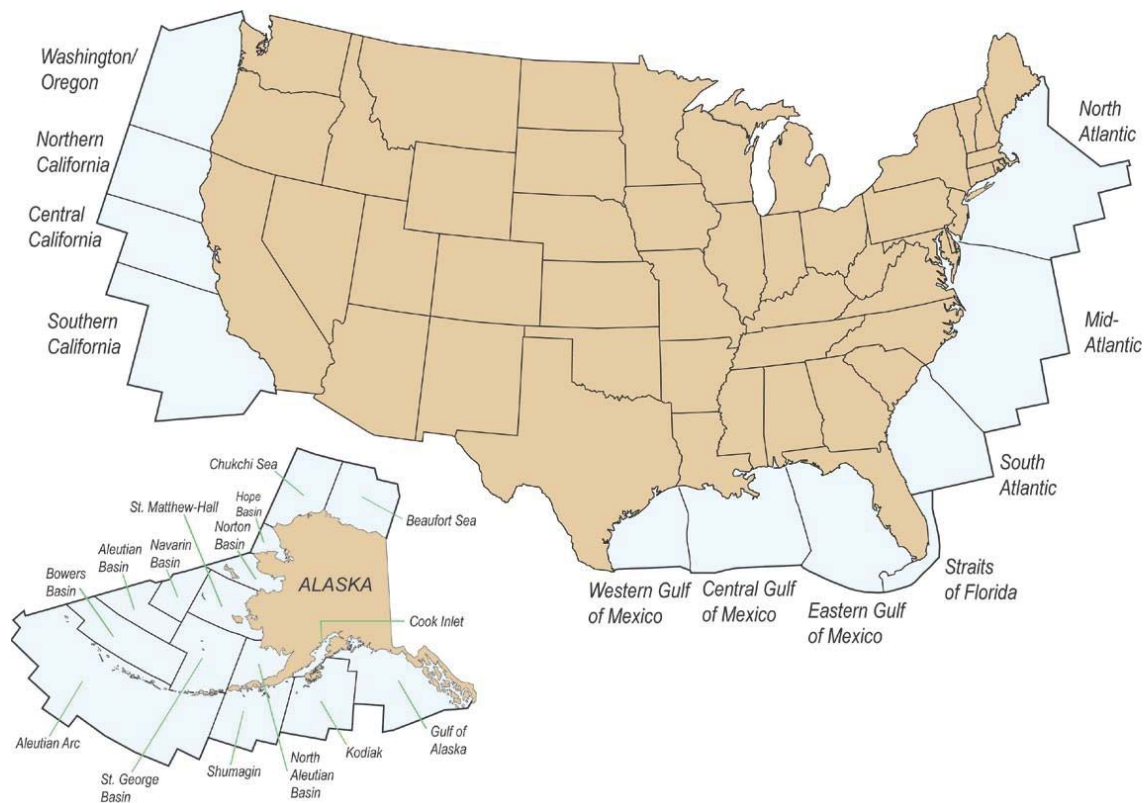 Washington/
Oregon
Northern
California
Central
California
Southern
California
North
Atlantic
Mid-
Atlantic
South
Atlantic
Straits
of Florida
Western Gulf
of Mexico
Central Gulf
of Mexico
Eastern Gulf
of Mexico
Chukchi Sea
Beaufort Sea
St. Matthew-Hall
Hope
Basin
Norton
Basin
Navarin
Basin
Aleutian
Basin
Bowers
Basin
ALASKA
Cook Inlet
Aleutian Arc
St. George
Basin
Shumagin
North
Aleutian
Basin
Kodiak
Gulf of
Alaska